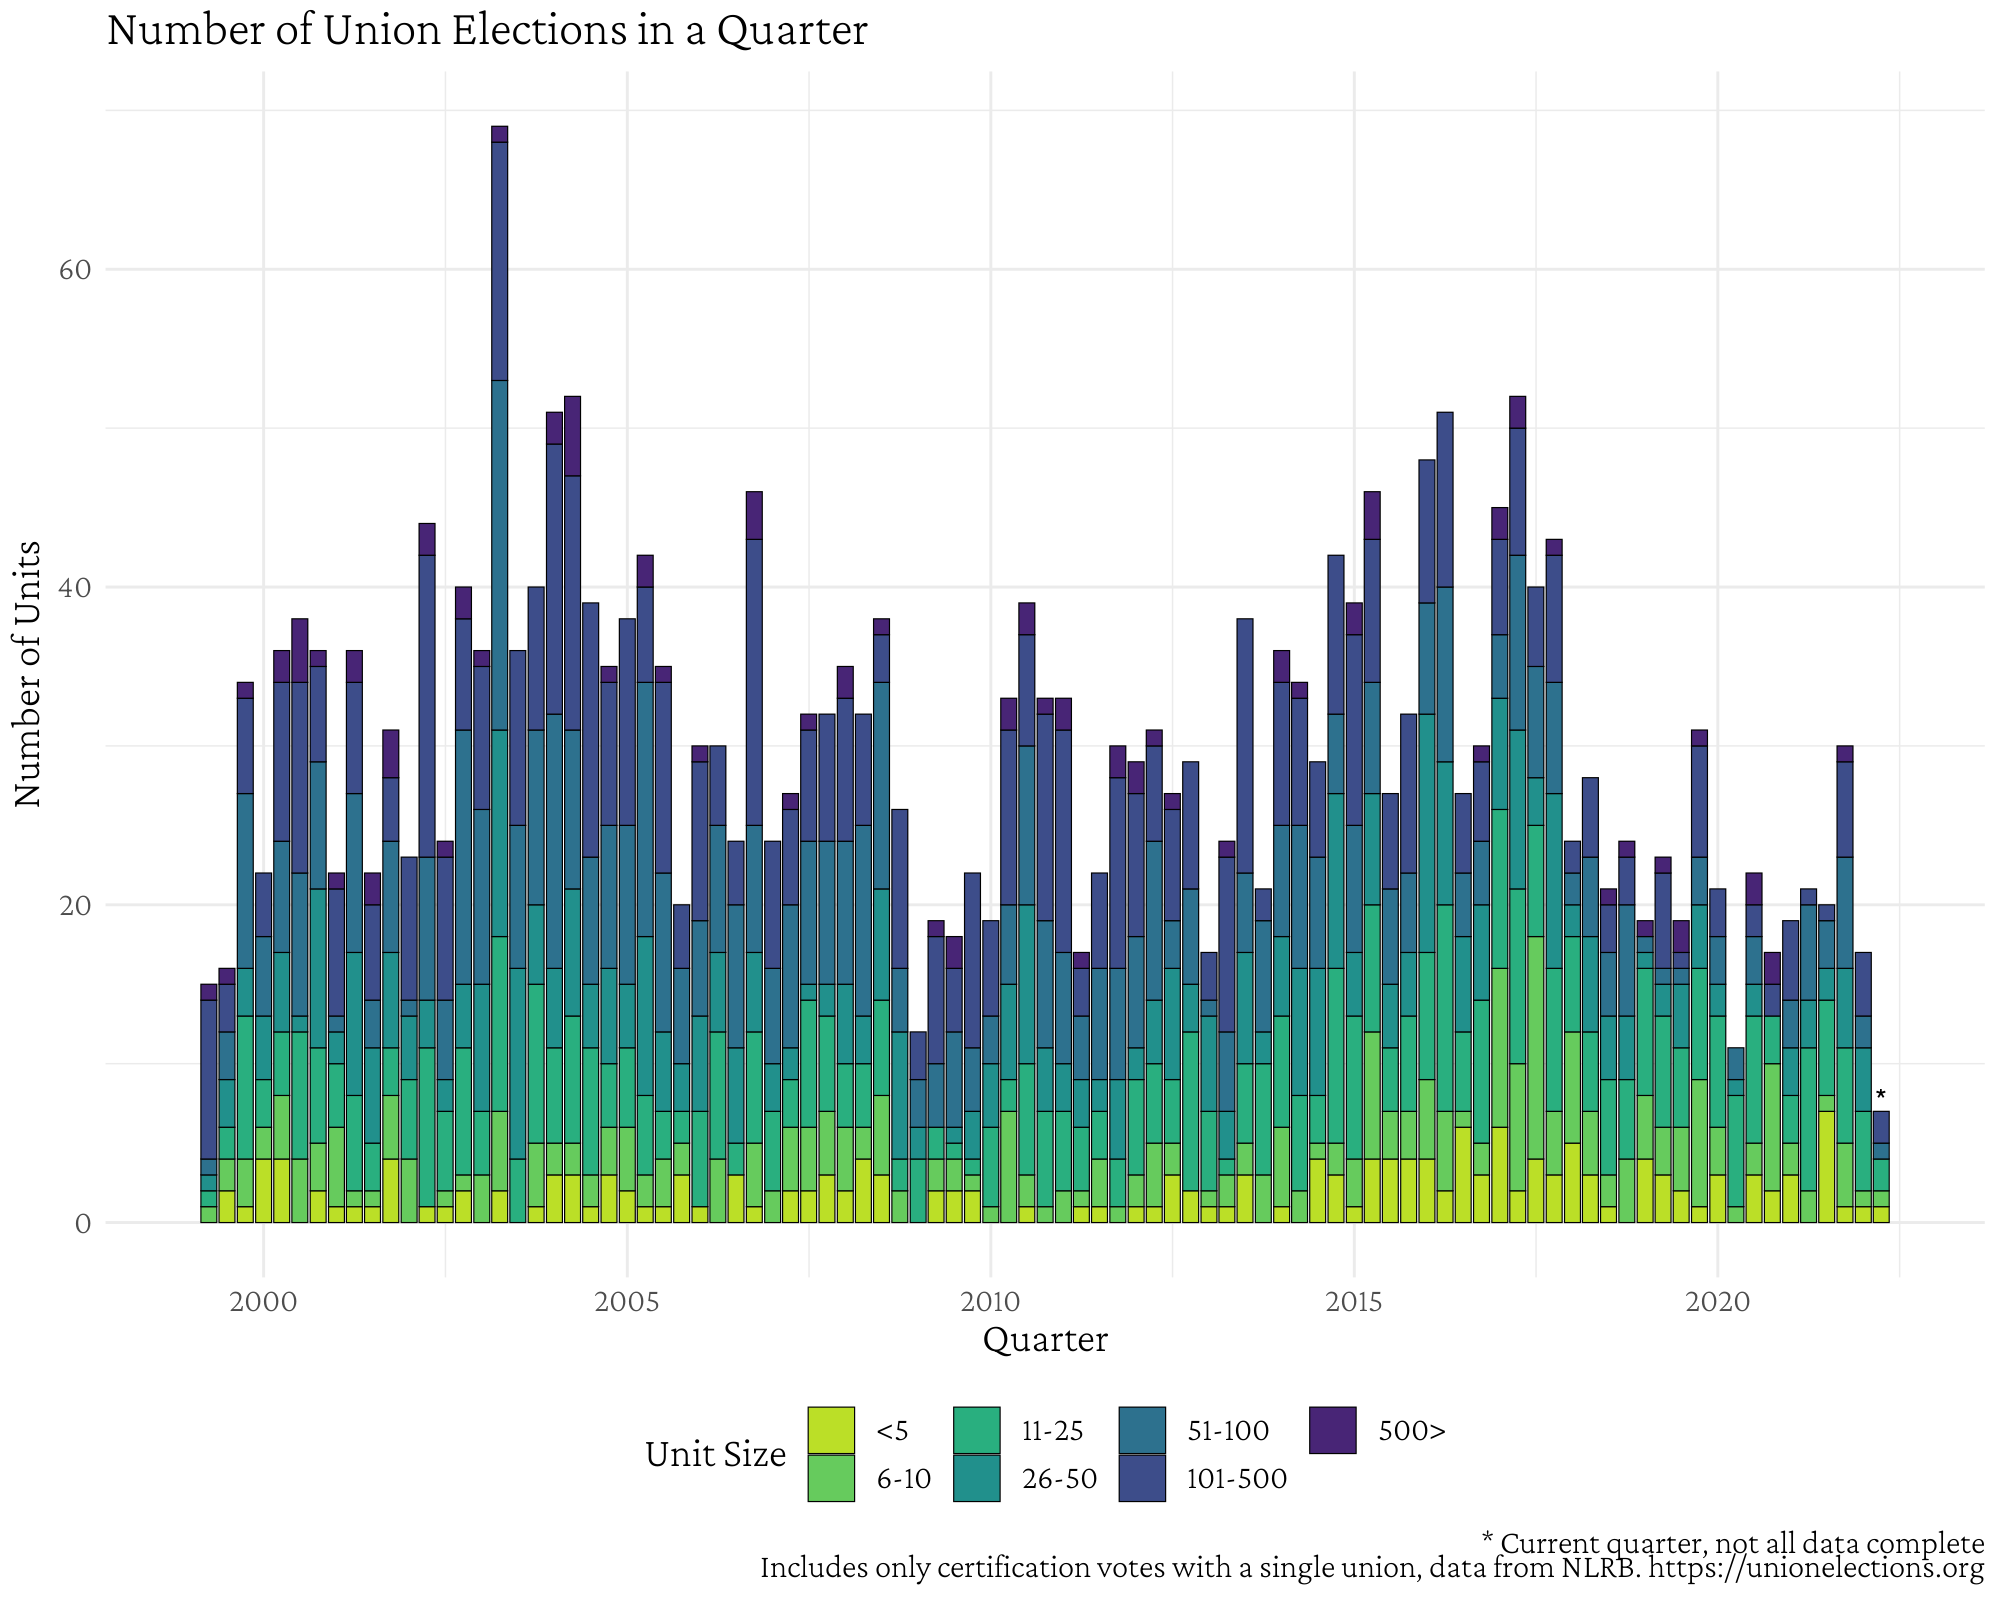 Number of Union Elections in a Quarter
Number of Units
60
40
20
0
2000 2005 2010 2015 2020
*
Quarter
Unit Size
<5 11-25 51-100 500>
6-10 26-50 101-500
* Current quarter, not all data complete
Includes only certification votes with a single union, data from NLRB. https://unionelections.org